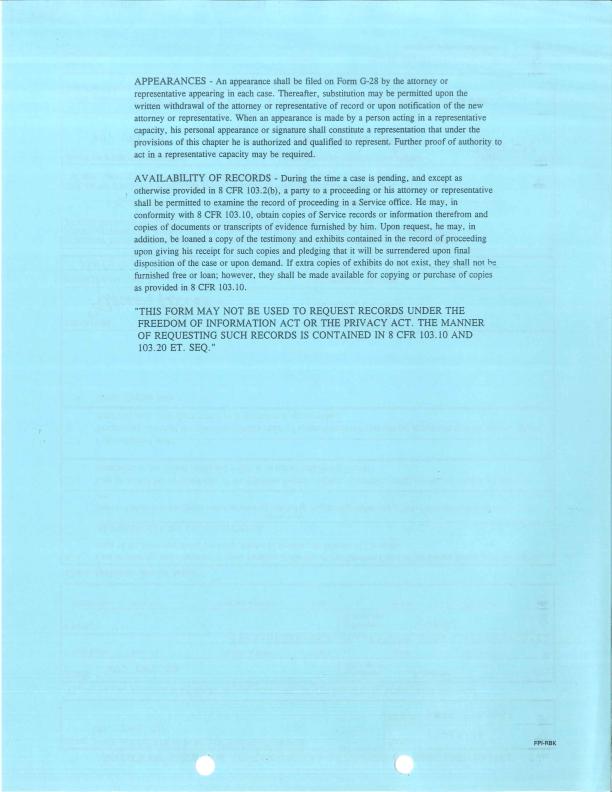 APPEARANCES - An appearance shall be filed on Form G-28 by the attorney or
representative appearing in each case. Thereafter, substitution may be permitted upon the
written withdrawal of the attorney or representative of record or upon notification of the new
attorney or representative. When an appearance is made by a person acting in a representative
capacity, his personal appearance or signature shall constitute a representation that under the
provisions of this chapter he is authorized and qualified to represent. Further proof of authority to
act in a representative capacity may be required.
AVAILABILITY OF RECORDS - During the time a case is pending, and except as
otherwise provided in 8 CFR 103.2(b), a party to a proceeding or his attorney or representative
shall be permitted to examine the record of proceeding in a Service office. He may, in
conformity with 8 CFR 103.10, obtain copies of Service records or information therefrom and
copies of documents or transcripts of evidence furnished by him. Upon request, he may, in
addition, be loaned a copy of the testimony and exhibits contained in the record of proceeding
upon giving his receipt for such copies and pledging that it will be surrendered upon final
disposition of the case or upon demand. If extra copies of exhibits do not exist, they shall not be
furnished free or loan; however, they shall be made available for copying or purchase of copies
as provided in 8 CFR 103.10.
"THIS FORM MAY NOT BE USED TO REQUEST RECORDS UNDER THE
FREEDOM OF INFORMATION ACT OR THE PRIVACY ACT. THE MANNER
OF REQUESTING SUCH RECORDS IS CONTAINED IN 8 CFR 103.10 AND
103.20 ET. SEQ."
FPI-RBK